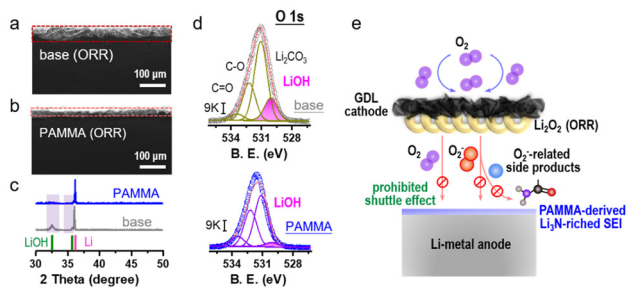 a
base (ORR)
100 µm
b
PAMMA (ORR)
100 µm
c
PAMMA
base
LiOH
Li
30 35 40 45 50
2 Theta (degree)
d
O 1s
Li₂CO₃
C-O
C=O
LiOH
9K
base
534 531 528
B. E. (eV)
LiOH
9K
PAMMA
534 531 528
B. E. (eV)
e
O₂
GDL
cathode
Li₂O₂ (ORR)
O₂
O₂⁻
O₂⁻-related
side products
prohibited
shuttle effect
PAMMA-derived
Li₃N-riched SEI
Li-metal anode